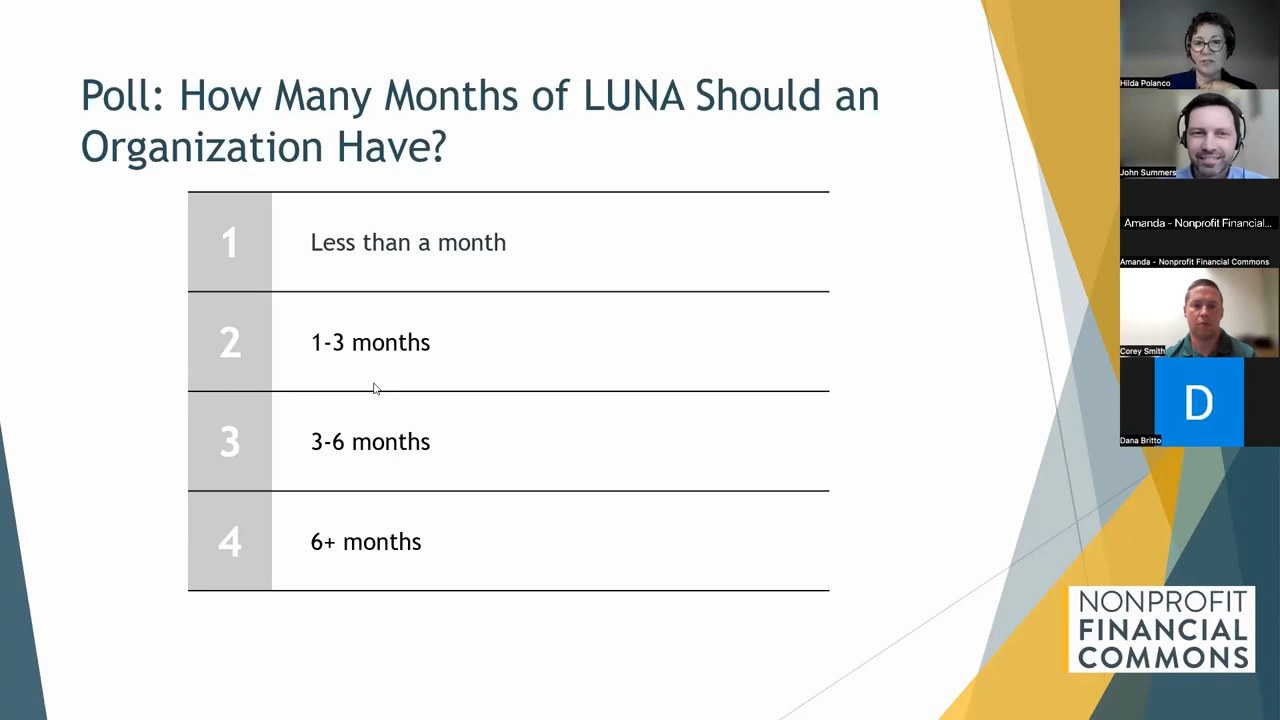 Poll: How Many Months of LUNA Should an
Organization Have?
1
Less than a month
2
1-3 months
3
3-6 months
4
6+ months
Hilda Polanco
John Summers
Amanda - Nonprofit Financial...
Amanda - Nonprofit Financial Commons
Corey Smith
D
Dana Britto
NONPROFIT
FINANCIAL
COMMONS